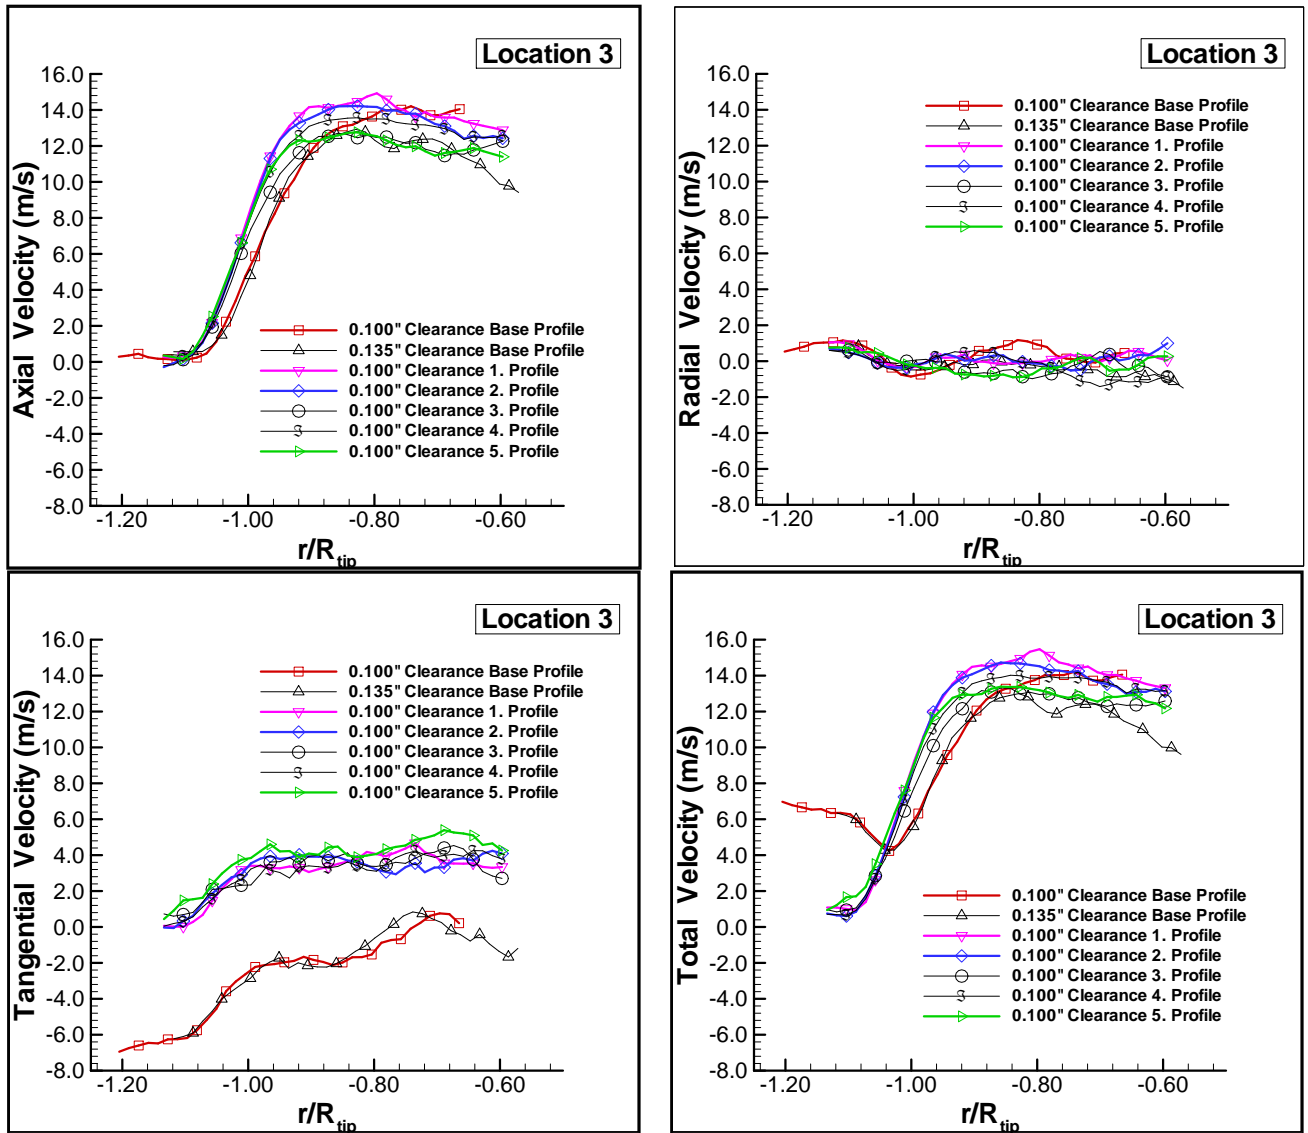 Location 3
16.0
14.0
12.0
10.0
8.0
6.0
4.0
2.0
0.0
-2.0
-4.0
-6.0
-8.0
Axial Velocity (m/s)
0.100" Clearance Base Profile
0.135" Clearance Base Profile
0.100" Clearance 1. Profile
0.100" Clearance 2. Profile
0.100" Clearance 3. Profile
0.100" Clearance 4. Profile
0.100" Clearance 5. Profile
-1.20 -1.00 -0.80 -0.60
r/Rtip
Location 3
16.0
14.0
12.0
10.0
8.0
6.0
4.0
2.0
0.0
-2.0
-4.0
-6.0
-8.0
Radial Velocity (m/s)
0.100" Clearance Base Profile
0.135" Clearance Base Profile
0.100" Clearance 1. Profile
0.100" Clearance 2. Profile
0.100" Clearance 3. Profile
0.100" Clearance 4. Profile
0.100" Clearance 5. Profile
-1.20 -1.00 -0.80 -0.60
r/Rtip
Location 3
16.0
14.0
12.0
10.0
8.0
6.0
4.0
2.0
0.0
-2.0
-4.0
-6.0
-8.0
Tangential Velocity (m/s)
0.100" Clearance Base Profile
0.135" Clearance Base Profile
0.100" Clearance 1. Profile
0.100" Clearance 2. Profile
0.100" Clearance 3. Profile
0.100" Clearance 4. Profile
0.100" Clearance 5. Profile
-1.20 -1.00 -0.80 -0.60
r/Rtip
Location 3
16.0
14.0
12.0
10.0
8.0
6.0
4.0
2.0
0.0
-2.0
-4.0
-6.0
-8.0
Total Velocity (m/s)
0.100" Clearance Base Profile
0.135" Clearance Base Profile
0.100" Clearance 1. Profile
0.100" Clearance 2. Profile
0.100" Clearance 3. Profile
0.100" Clearance 4. Profile
0.100" Clearance 5. Profile
-1.20 -1.00 -0.80 -0.60
r/Rtip